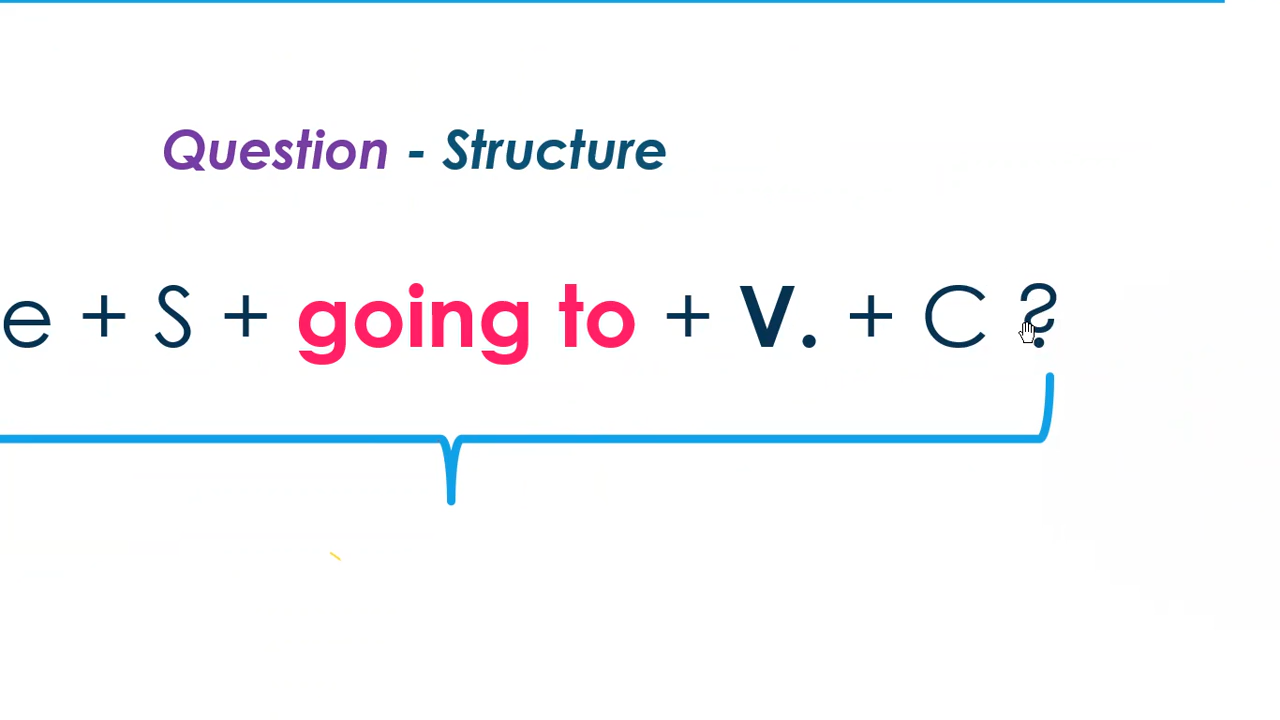 Question - Structure
e + S + going to + V. + C ?